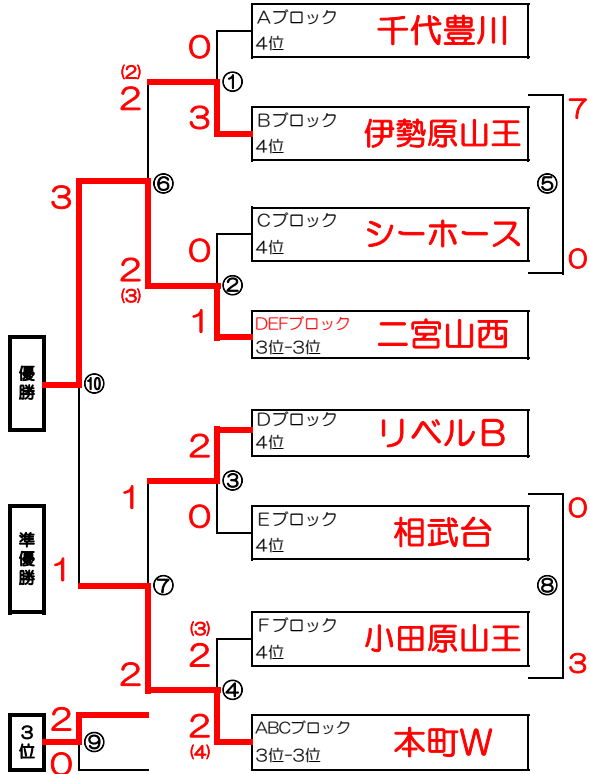 Aブロック
4位
千代豊川
0
(2)
2
①
3
Bブロック
4位
伊勢原山王
7
⑤
3
⑥
Cブロック
4位
シーホース
0
0
2
(3)
②
1
DEFブロック
3位-3位
二宮山西
優勝
⑩
Dブロック
4位
リベルB
2
1
③
0
Eブロック
4位
相武台
0
準優勝
1
⑦
⑧
Fブロック
4位
小田原山王
(3)
2
3
2
④
2
(4)
ABCブロック
3位-3位
本町W
3位
2
⑨
0